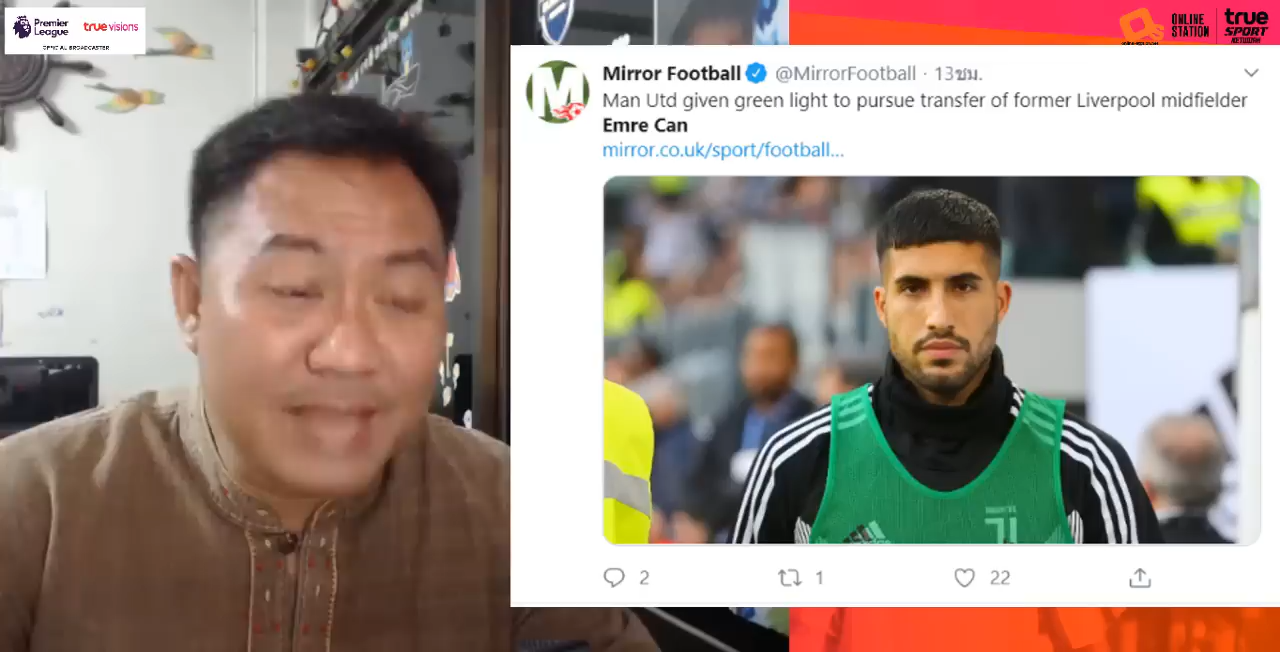 Premier
League
true visions
OFFICIAL BROADCASTER
ONLINE
STATION
true
SPORT
NETWORK
Mirror Football @MirrorFootball · 13ชม.
Man Utd given green light to pursue transfer of former Liverpool midfielder
Emre Can
mirror.co.uk/sport/football...
2
1
22